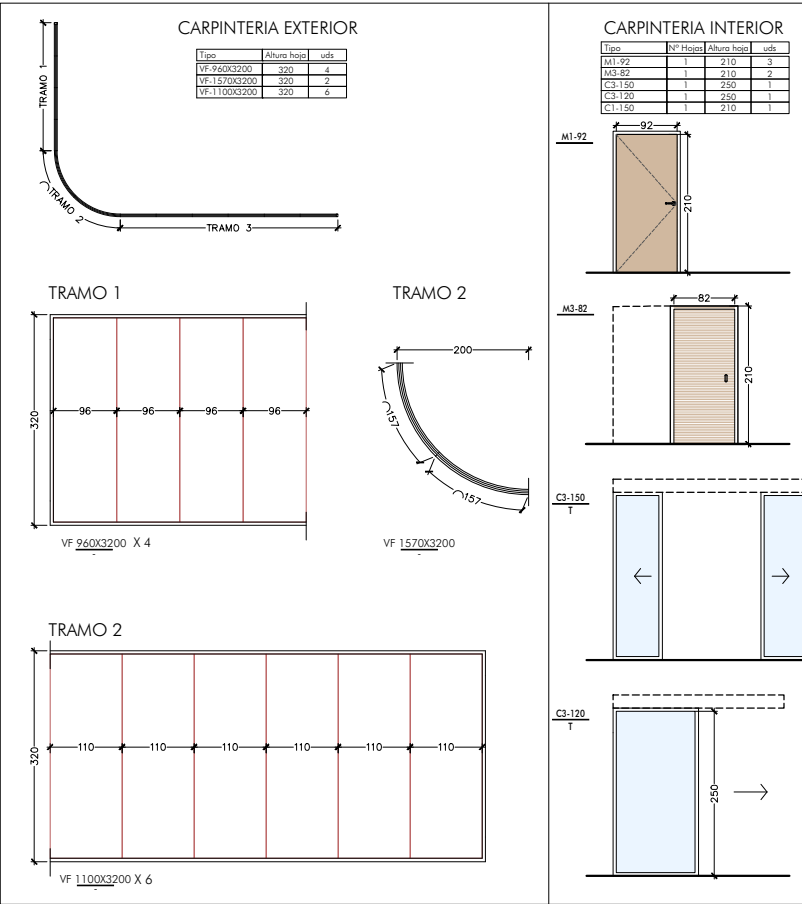 CARPINTERIA EXTERIOR
Tipo Altura hoja uds
VF-960X3200 320 4
VF-1570X3200 320 2
VF-1100X3200 320 6
TRAMO 1
TRAMO 2
TRAMO 3
TRAMO 1
320
96 96 96 96
VF 960X3200 X 4
TRAMO 2
200
157
157
VF 1570X3200
TRAMO 2
320
110 110 110 110 110 110
VF 1100X3200 X 6
CARPINTERIA INTERIOR
Tipo Nº Hojas Altura hoja uds
M1-92 1 210 3
M3-82 1 210 2
C3-150 1 250 1
C3-120 1 250 1
C1-150 1 210 1
M1-92
92
210
M3-82
82
210
C3-150
T
C3-120
T
250